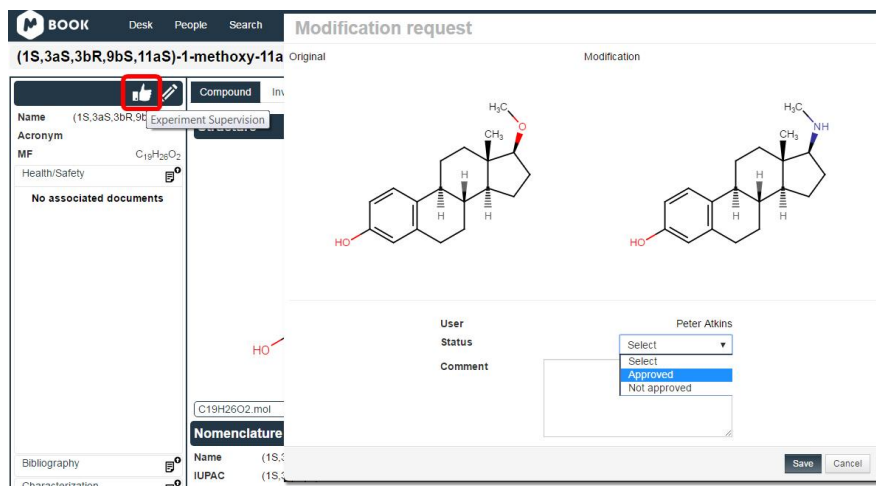 BOOK Desk People Search
Modification request
(1S,3aS,3bR,9bS,11aS)-1-methoxy-11a
Original
Modification
Compound
Name (1S,3aS,3bR,9b
Experiment Supervision
Acronym
MF C19H26O2
Health/Safety
No associated documents
H3C
O
CH3
H
H
H
HO
H3C
NH
CH3
H
H
H
HO
HO
User Peter Atkins
Status Select
Select
Approved
Not approved
Comment
C19H26O2.mol
Nomenclature
Name (1S,3
IUPAC (1S,
Bibliography
Characterization
Save Cancel